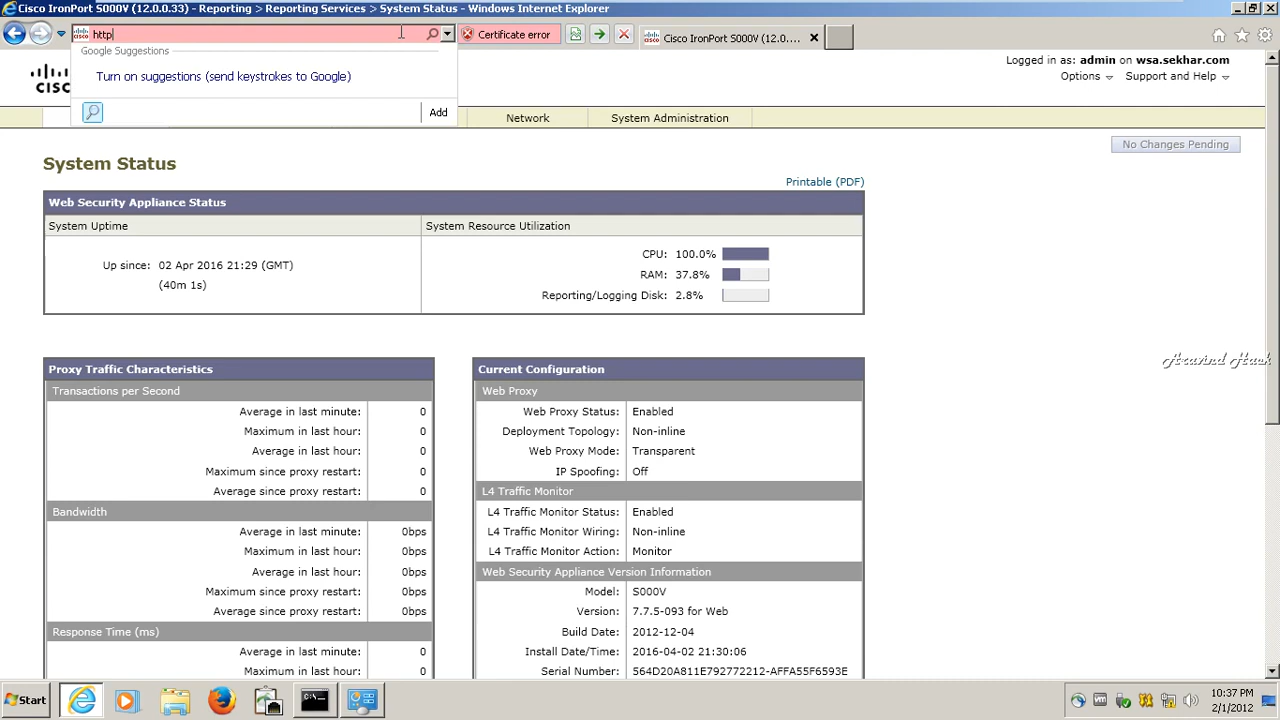 Cisco IronPort S000V (12.0.0.33) - Reporting > Reporting Services > System Status - Windows Internet Explorer
http
Certificate error
Cisco IronPort S000V (12.0....
Google Suggestions
Turn on suggestions (send keystrokes to Google)
Add
cisco
Logged in as: admin on wsa.sekhar.com
Options
Support and Help
Network
System Administration
No Changes Pending
System Status
Printable (PDF)
Web Security Appliance Status
System Uptime
System Resource Utilization
Up since: 02 Apr 2016 21:29 (GMT)
(40m 1s)
CPU: 100.0%
RAM: 37.8%
Reporting/Logging Disk: 2.8%
Proxy Traffic Characteristics
Transactions per Second
Average in last minute: 0
Maximum in last hour: 0
Average in last hour: 0
Maximum since proxy restart: 0
Average since proxy restart: 0
Bandwidth
Average in last minute: 0bps
Maximum in last hour: 0bps
Average in last hour: 0bps
Maximum since proxy restart: 0bps
Average since proxy restart: 0bps
Response Time (ms)
Average in last minute: 0
Maximum in last hour: 0
Current Configuration
Web Proxy
Web Proxy Status: Enabled
Deployment Topology: Non-inline
Web Proxy Mode: Transparent
IP Spoofing: Off
L4 Traffic Monitor
L4 Traffic Monitor Status: Enabled
L4 Traffic Monitor Wiring: Non-inline
L4 Traffic Monitor Action: Monitor
Web Security Appliance Version Information
Model: S000V
Version: 7.7.5-093 for Web
Build Date: 2012-12-04
Install Date/Time: 2016-04-02 21:30:06
Serial Number: 564D20A811E792772212-AFFA55F6593E
Start
10:37 PM
2/1/2012